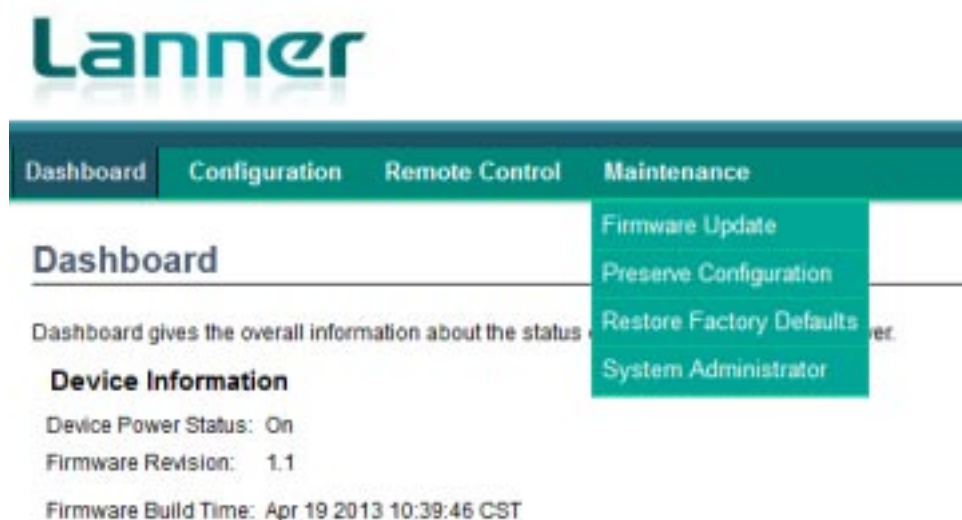 Lanner
Dashboard Configuration Remote Control Maintenance
Firmware Update
Preserve Configuration
Restore Factory Defaults
System Administrator
Dashboard
Dashboard gives the overall information about the status
Device Information
Device Power Status: On
Firmware Revision: 1.1
Firmware Build Time: Apr 19 2013 10:39:46 CST